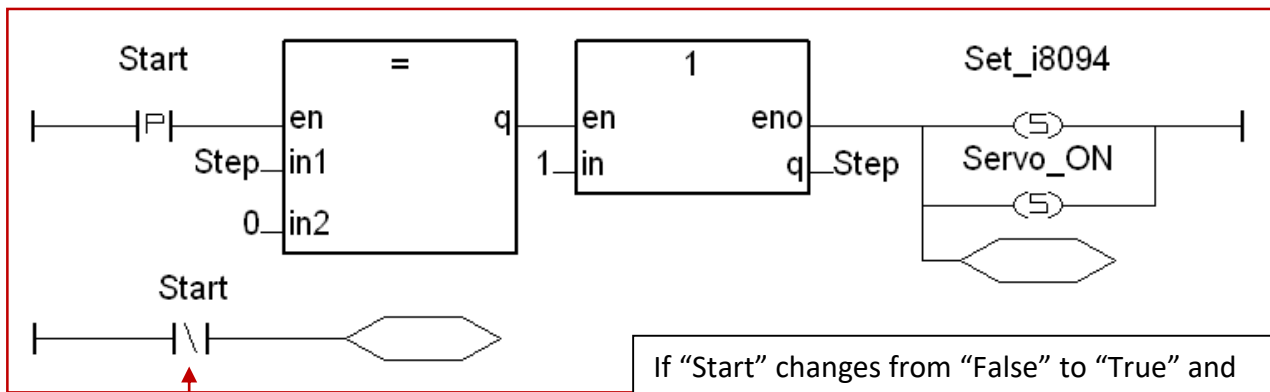 Start
= 1 Set_i8094
P
en q en eno S
Step in1 1 in q Step Servo_ON
0 in2 S
Start
If “Start” changes from “False” to “True” and